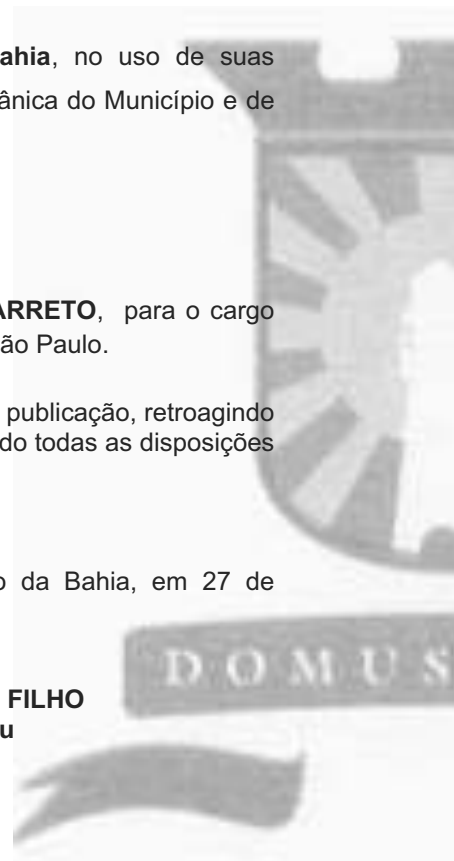 ahia, no uso de suas
ânica do Município e de
ARRETO, para o cargo
ão Paulo.
publicação, retroagindo
do todas as disposições
o da Bahia, em 27 de
FILHO
u
DOMUS